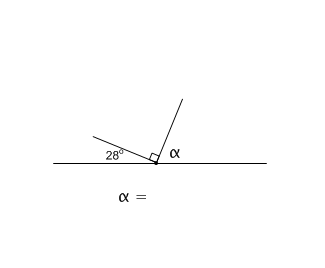 28° α
α =